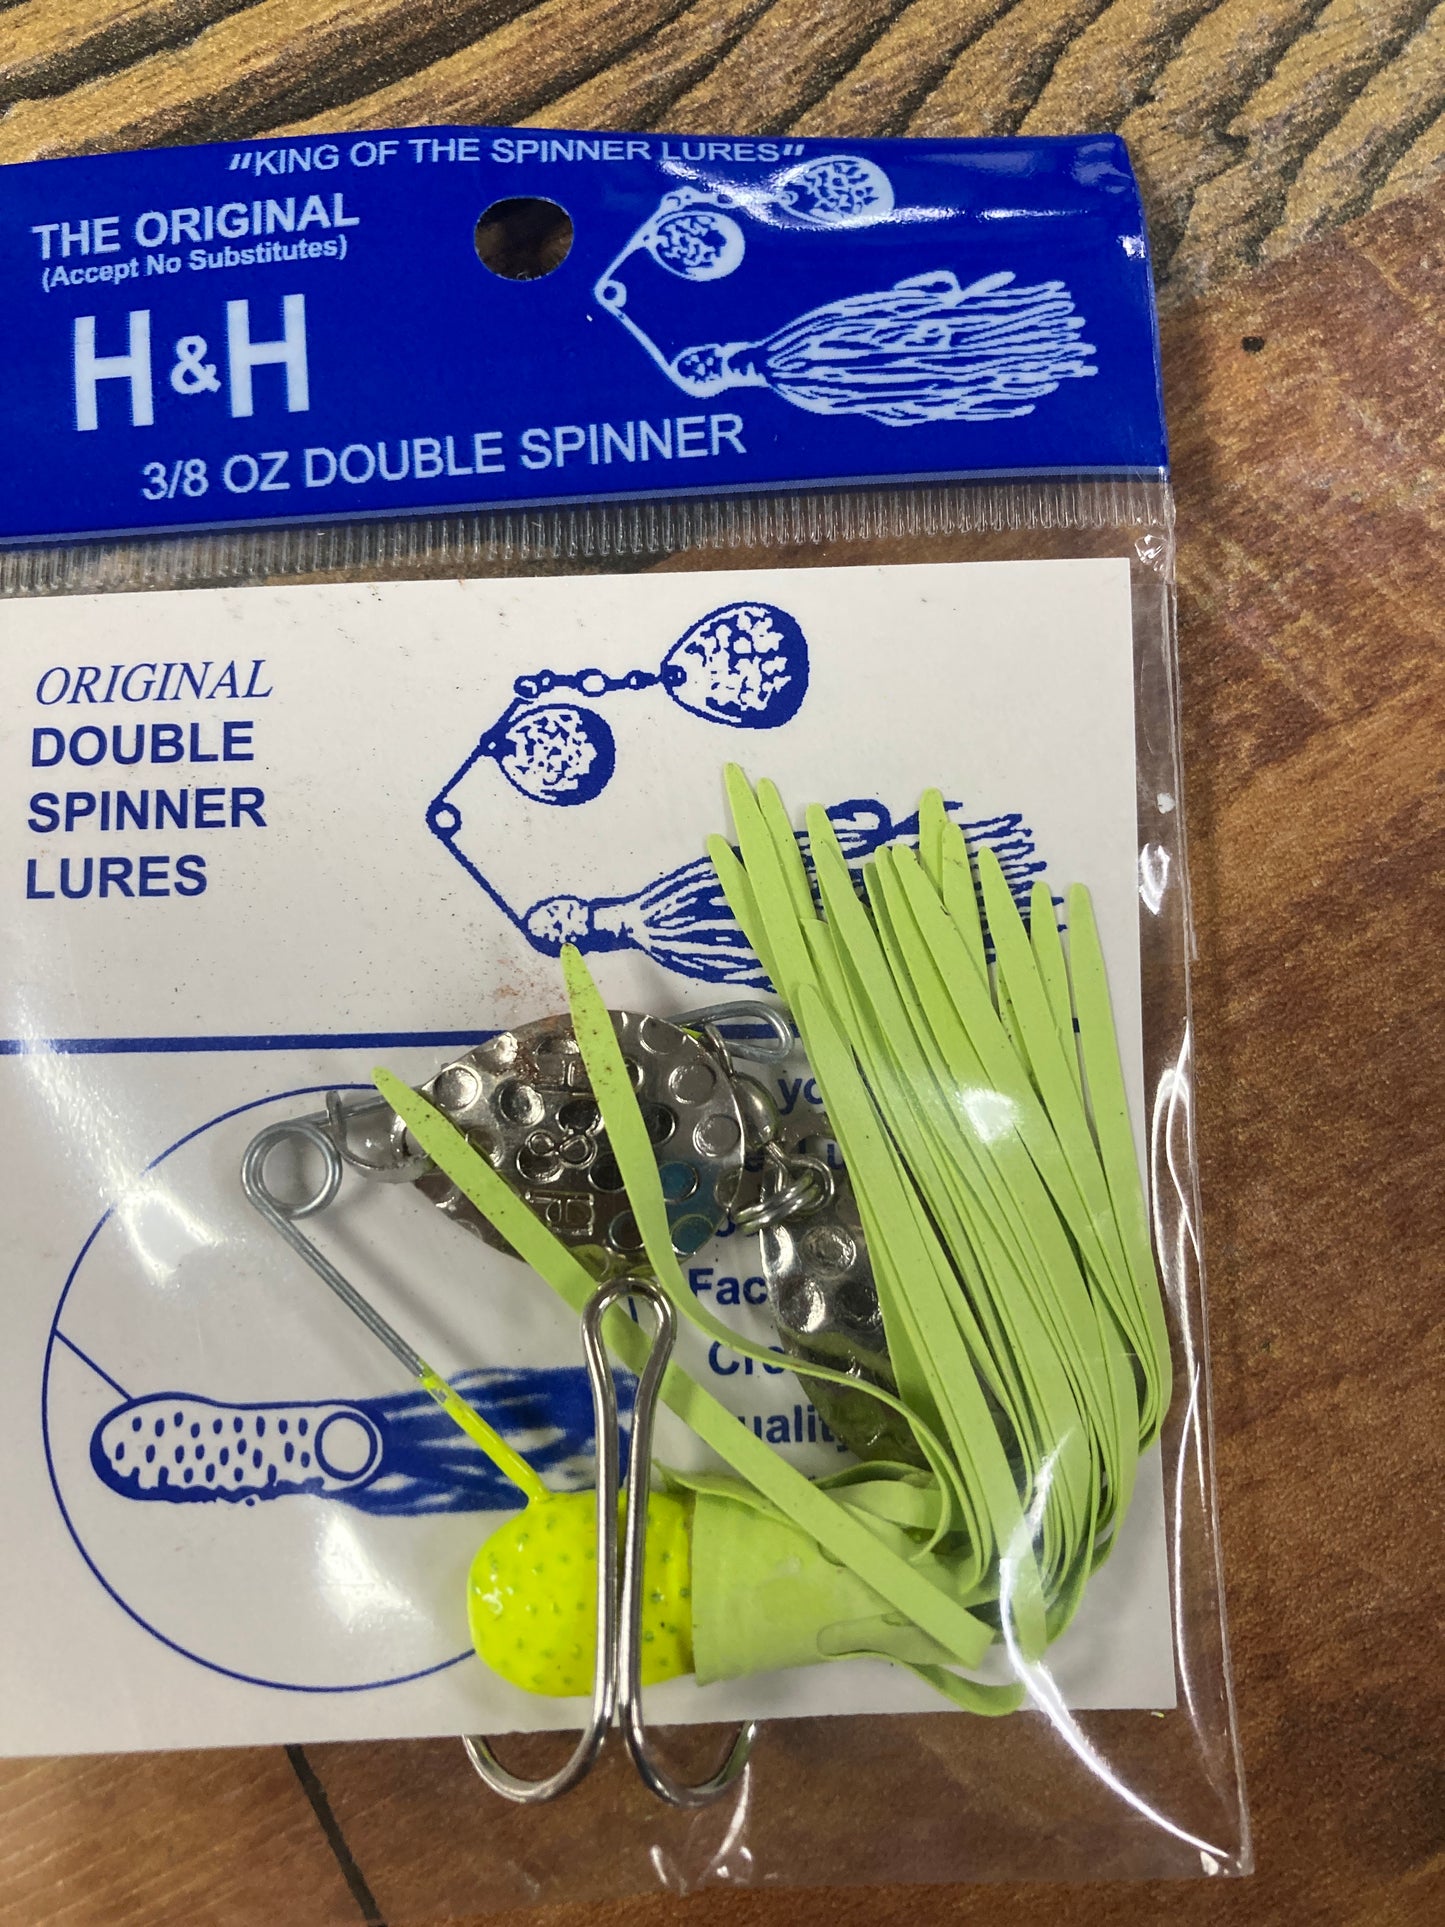 "KING OF THE SPINNER LURES"
THE ORIGINAL
(Accept No Substitutes)
H & H
3/8 OZ DOUBLE SPINNER
ORIGINAL
DOUBLE
SPINNER
LURES
H&H